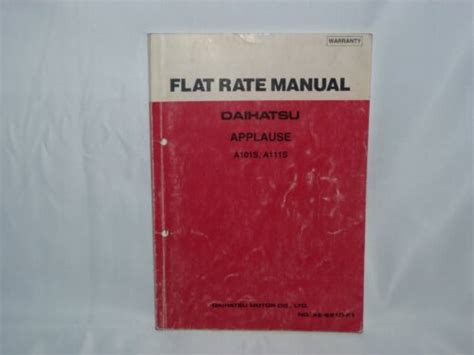 WARRANTY
FLAT RATE MANUAL
DAIHATSU
APPLAUSE
A101S, A111S
DAIHATSU MOTOR CO., LTD.